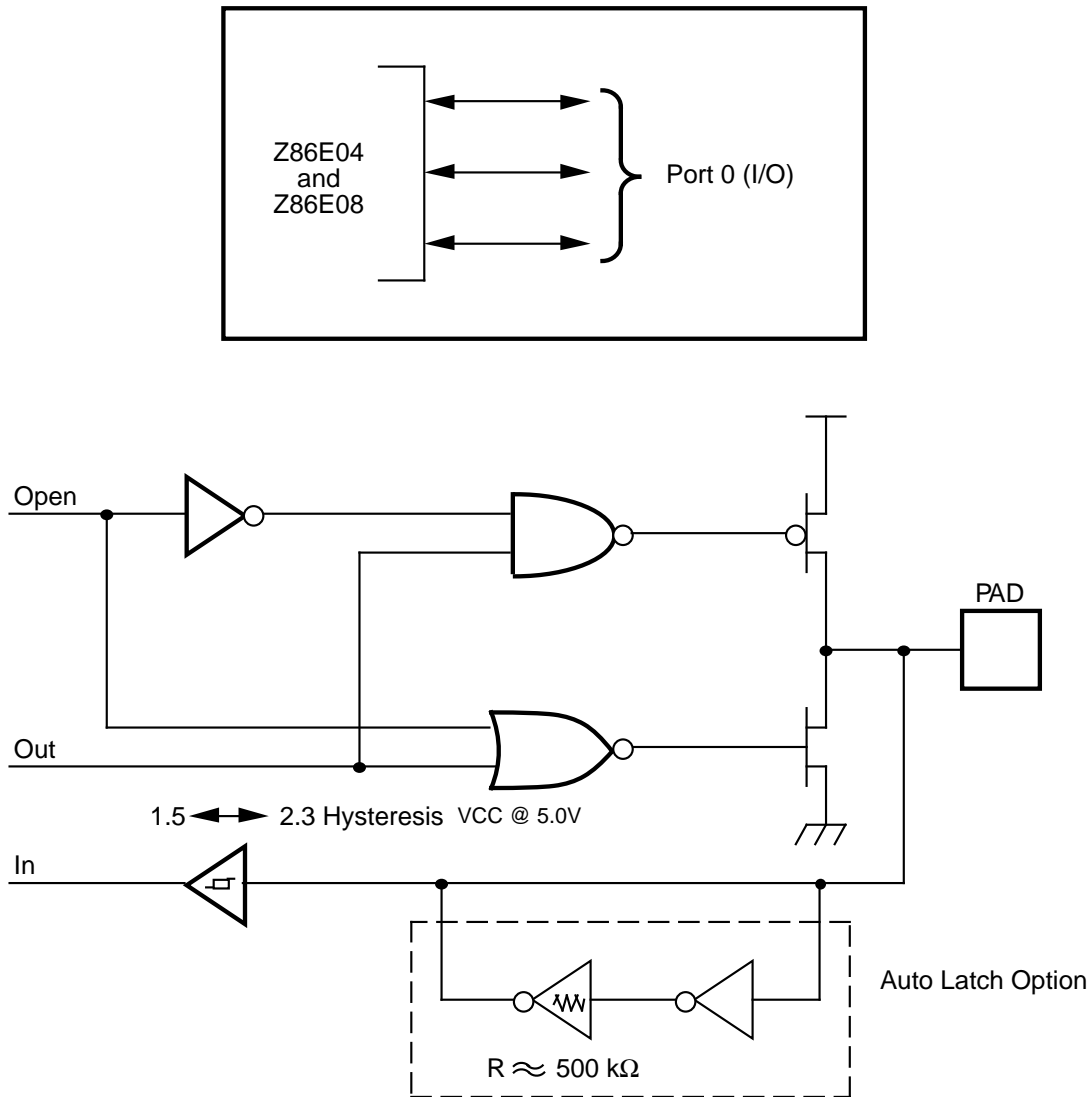 Z86E04
and
Z86E08
Port 0 (I/O)
Open
PAD
Out
1.5 2.3 Hysteresis VCC @ 5.0V
In
Auto Latch Option
R ≈ 500 kΩ